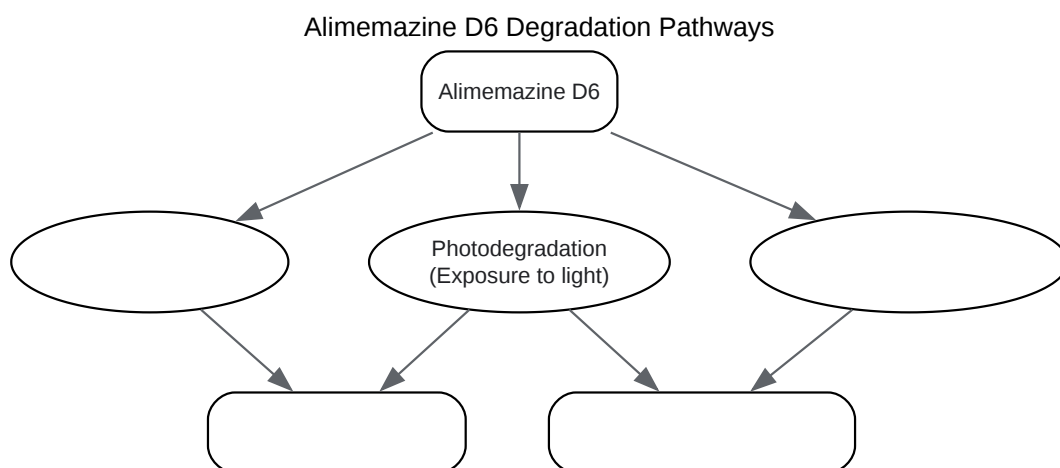 Alimemazine D6 Degradation Pathways
Alimemazine D6
Photodegradation
(Exposure to light)